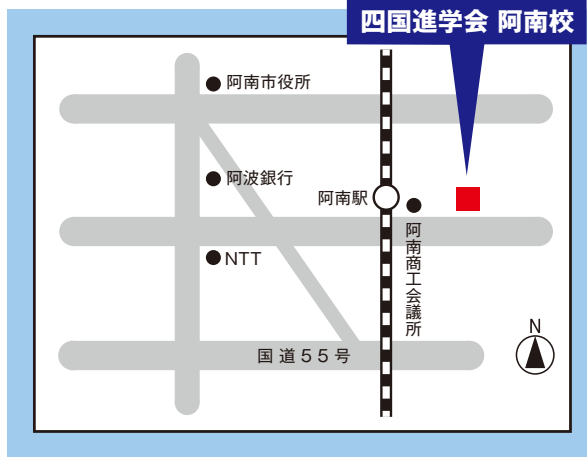 四国進学会 阿南校
阿南市役所
阿波銀行
阿南駅
阿南商工会議所
NTT
N
国道55号